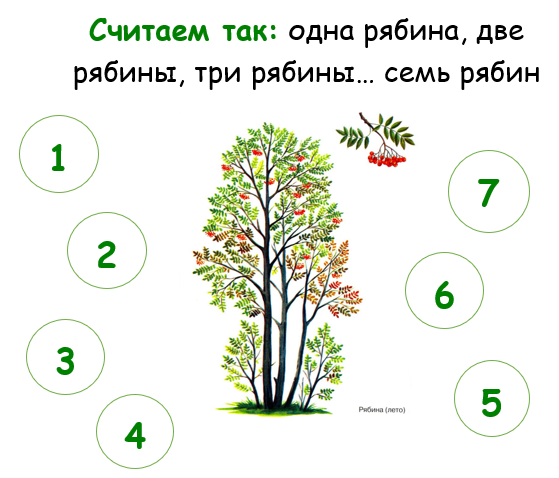 Считаем так: одна рябина, две
рябины, три рябины... семь рябин
1
2
3
4
7
6
5
Рябина (лето)